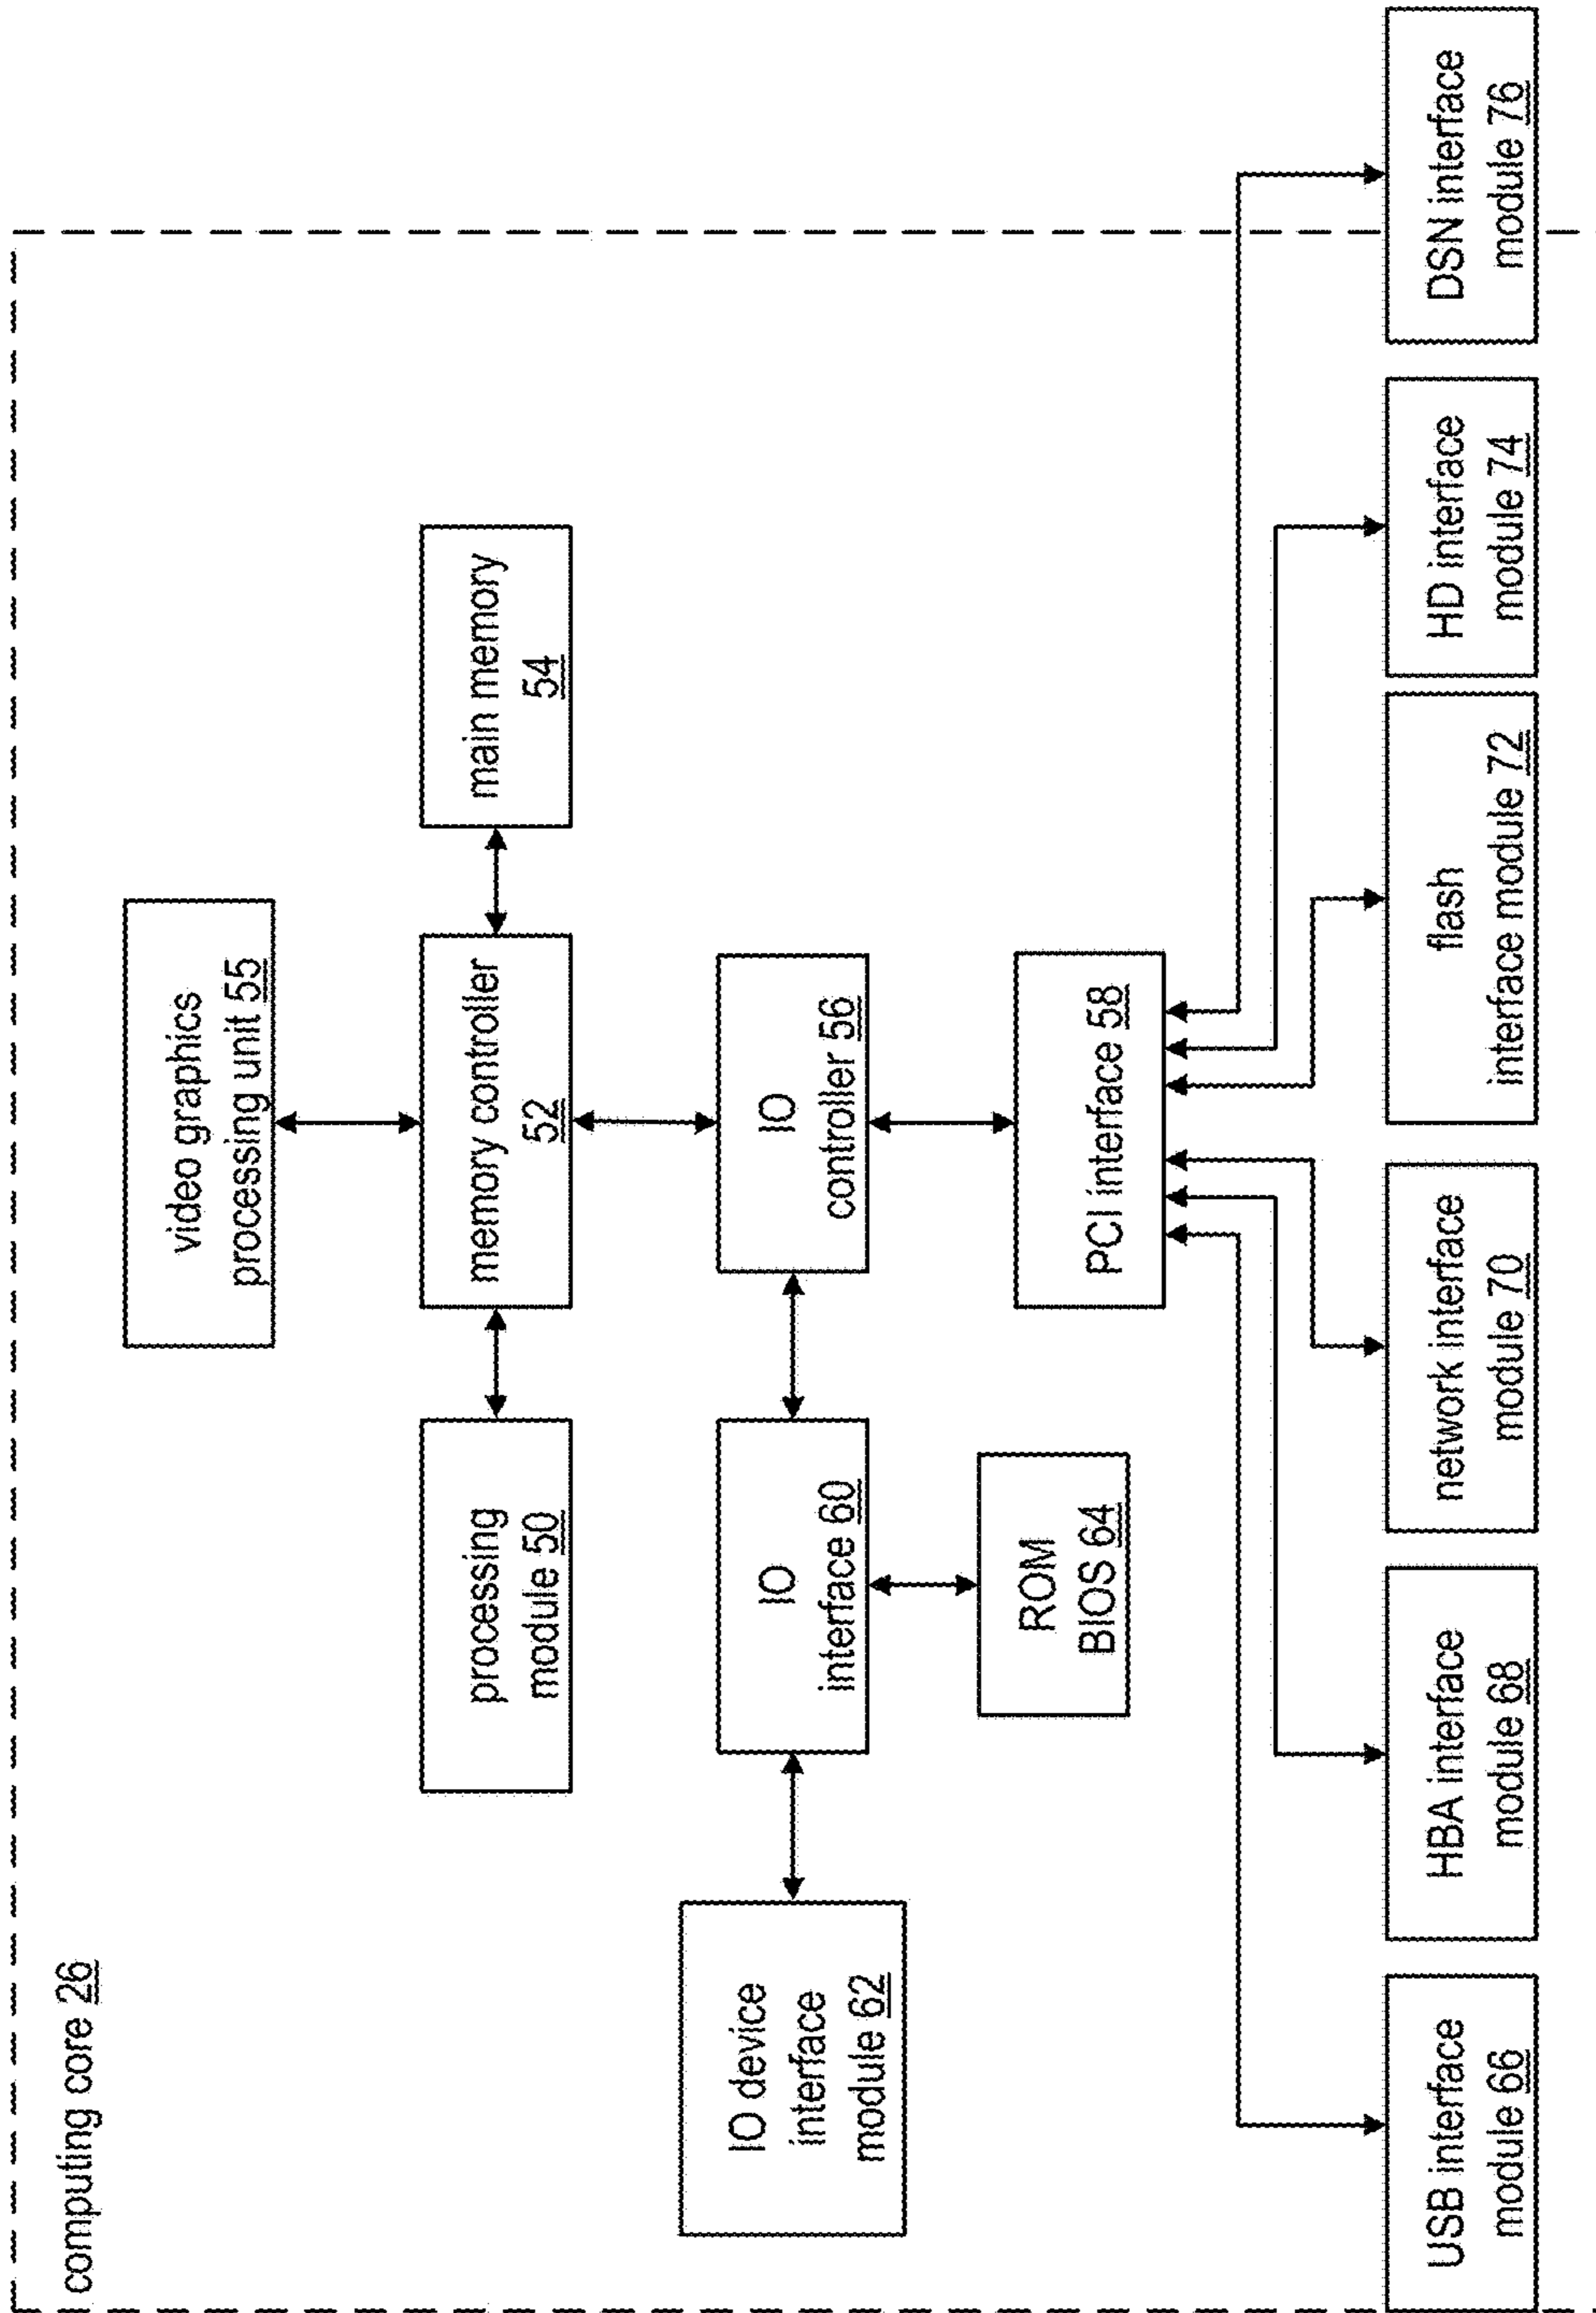 computing core 26
video graphics
processing unit 55
processing
module 50
memory controller
52
main memory
54
IO device
interface
module 62
IO
interface 60
IO
controller 56
ROM
BIOS 64
PCI interface 58
USB interface
module 66
HBA interface
module 68
network interface
module 70
flash
interface module 72
HD interface
module 74
DSN interface
module 76